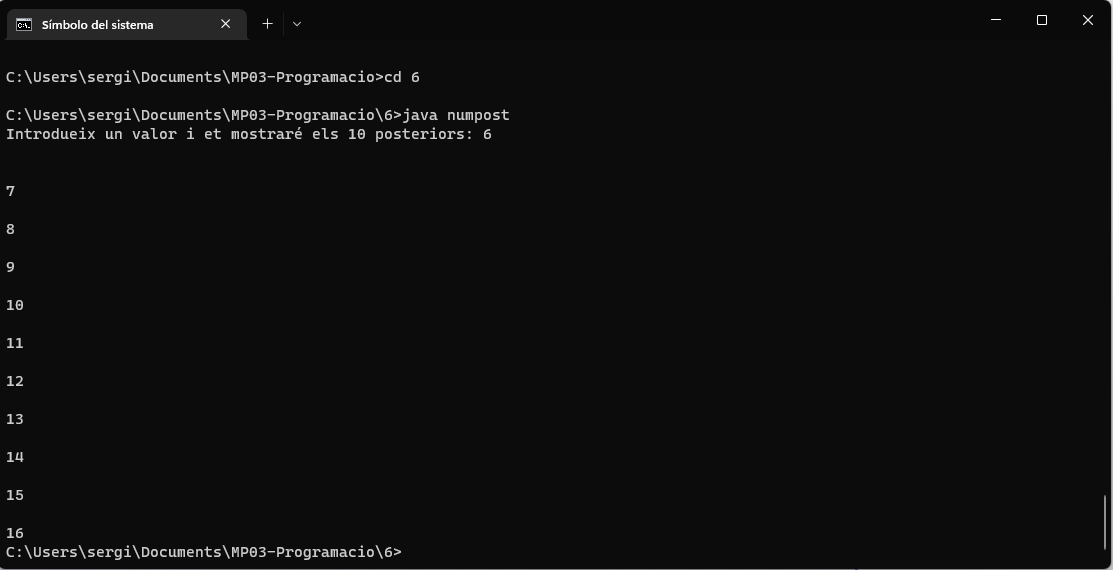 Símbolo del sistema
C:\Users\sergi\Documents\MP03-Programacio>cd 6
C:\Users\sergi\Documents\MP03-Programacio\6>java numpost
Introdueix un valor i et mostraré els 10 posteriors: 6
7
8
9
10
11
12
13
14
15
16
C:\Users\sergi\Documents\MP03-Programacio\6>